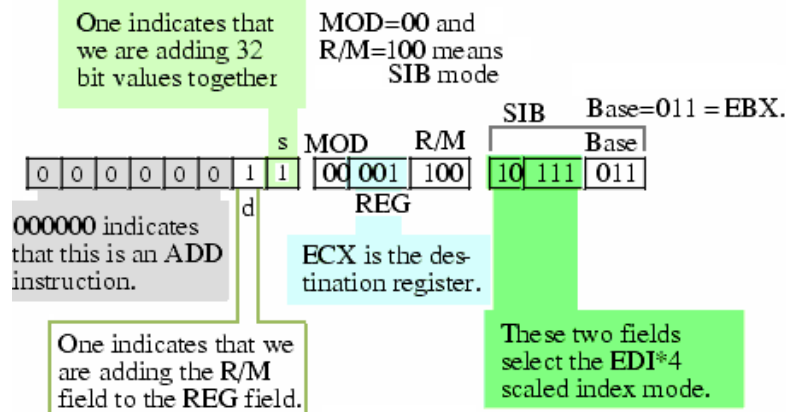 One indicates that
we are adding 32
bit values together
MOD=00 and
R/M=100 means
SIB mode
SIB Base=011 = EBX.
s MOD R/M Base
0 0 0 0 0 0 1 1 00 001 100 10 111 011
d REG
000000 indicates
that this is an ADD
instruction.
ECX is the des-
tination register.
One indicates that we
are adding the R/M
field to the REG field.
These two fields
select the EDI*4
scaled index mode.